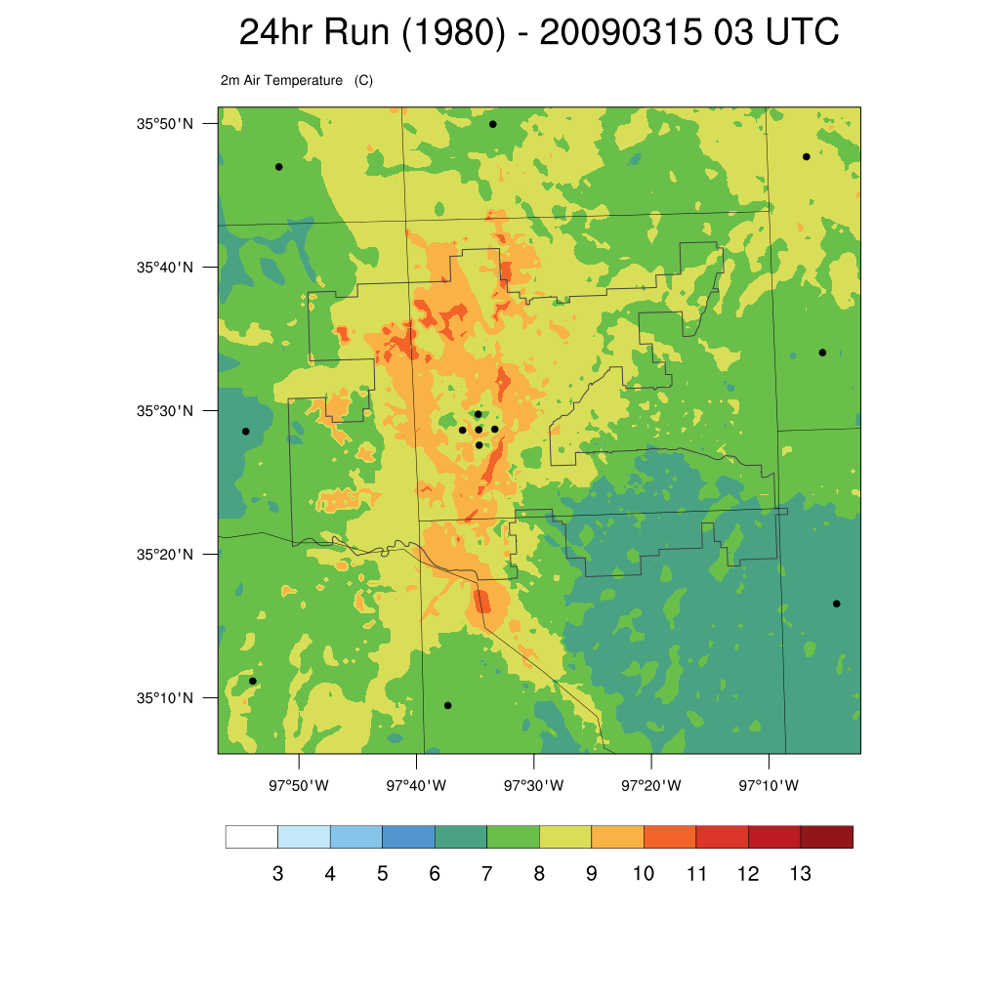 24hr Run (1980) - 20090315 03 UTC
2m Air Temperature (C)
35°50'N
35°40'N
35°30'N
35°20'N
35°10'N
97°50'W 97°40'W 97°30'W 97°20'W 97°10'W
3 4 5 6 7 8 9 10 11 12 13